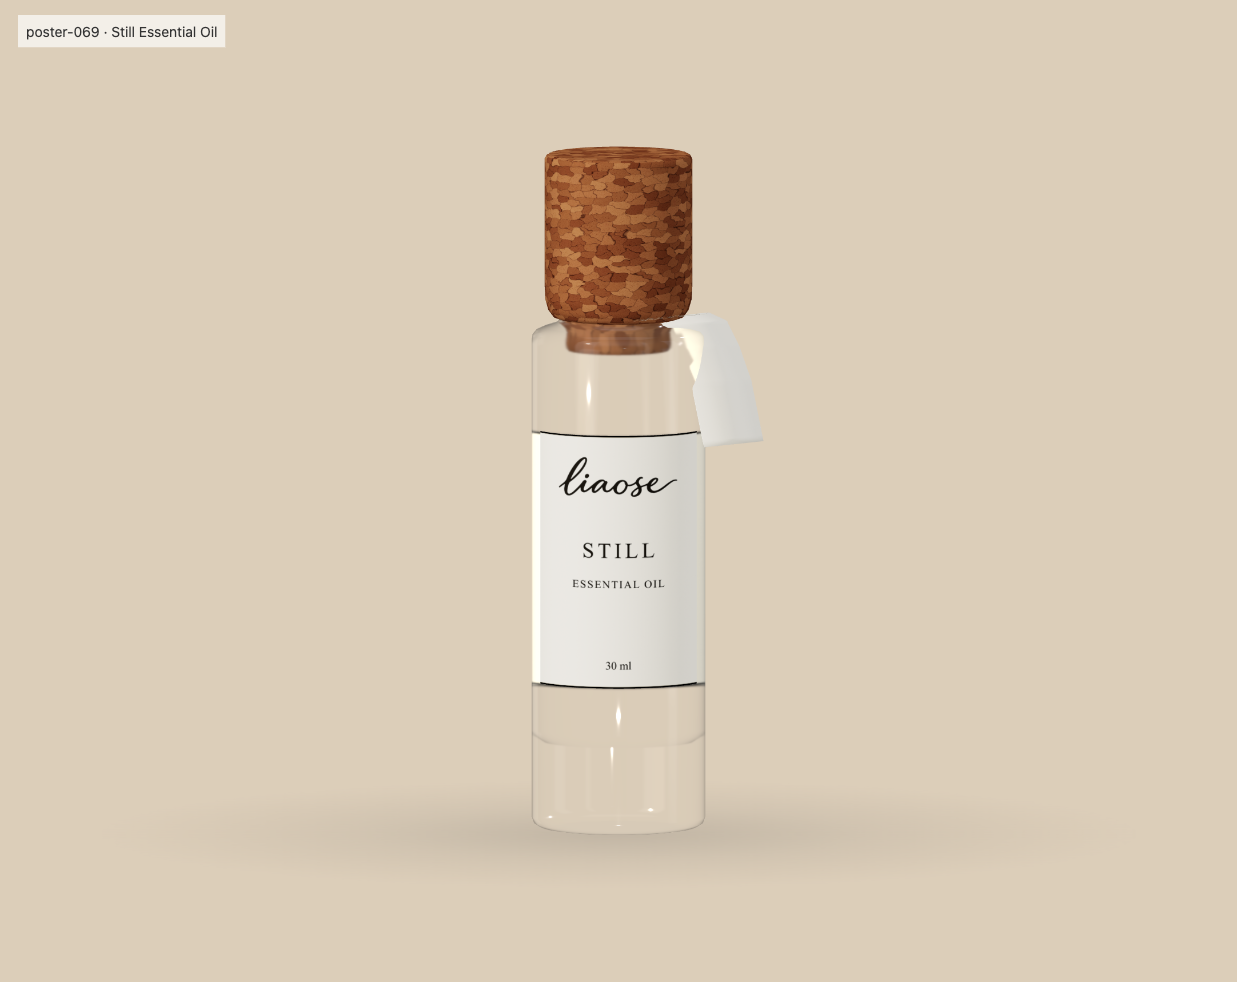 poster-069 · Still Essential Oil
liaose
STILL
ESSENTIAL OIL
30 ml